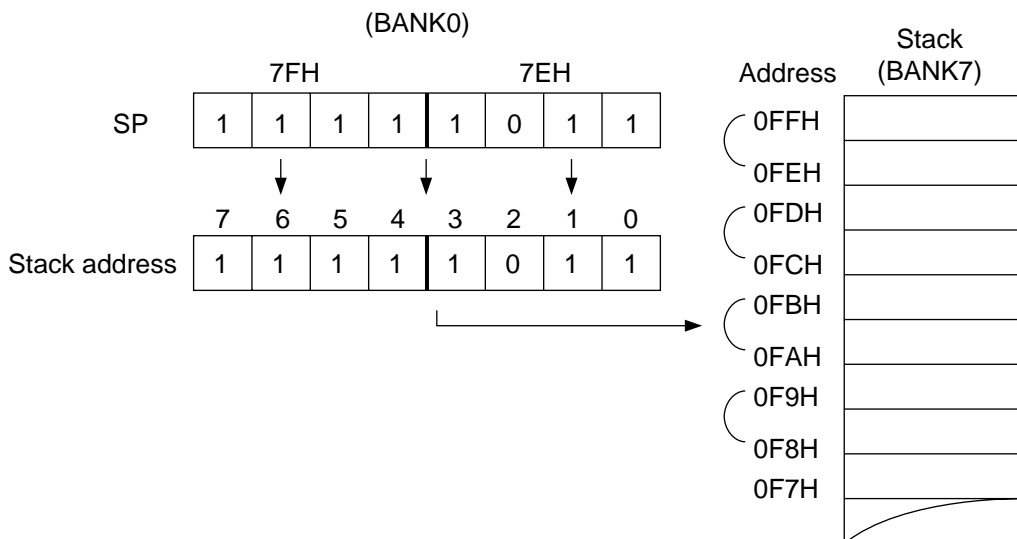 (BANK0)
7FH 7EH
SP 1 1 1 1 1 0 1 1
7 6 5 4 3 2 1 0
Stack address 1 1 1 1 1 0 1 1
Address
Stack
(BANK7)
0FFH
0FEH
0FDH
0FCH
0FBH
0FAH
0F9H
0F8H
0F7H